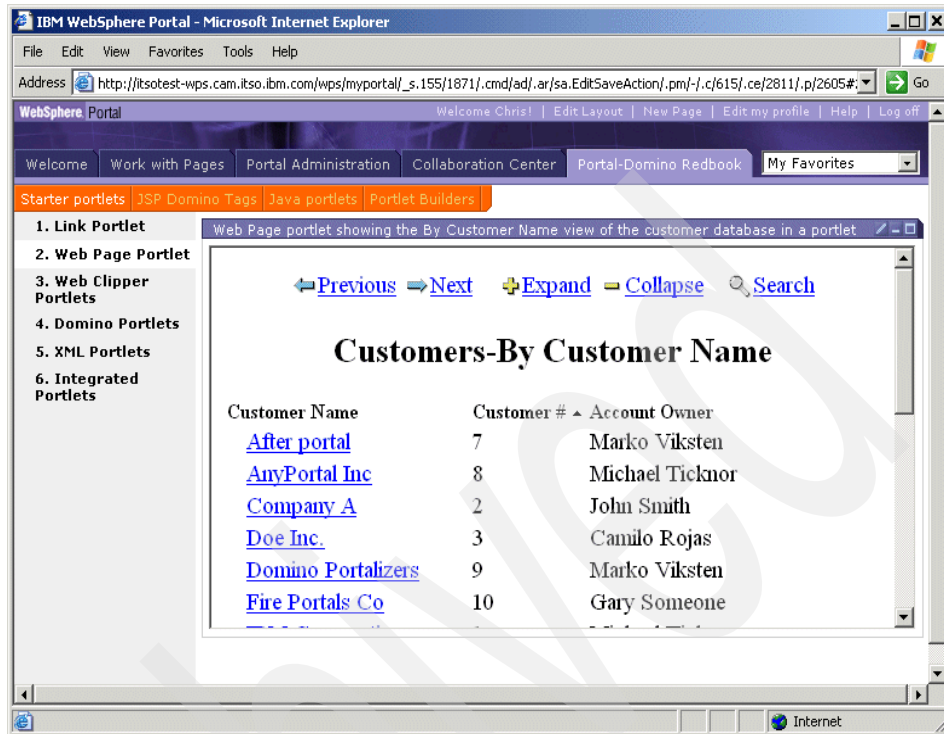 IBM WebSphere Portal - Microsoft Internet Explorer
File Edit View Favorites Tools Help
Address http://itsotest-wps.cam.itso.ibm.com/wps/myportal/_s.155/1871/.cmd/ad/.ar/sa.EditSaveAction/.pm/-/.c/615/.ce/2811/.p/2605#: Go
WebSphere Portal Welcome Chris! | Edit Layout | New Page | Edit my profile | Help | Log off
Welcome Work with Pages Portal Administration Collaboration Center Portal-Domino Redbook My Favorites
Starter portlets JSP Domino Tags Java portlets Portlet Builders
1. Link Portlet
2. Web Page Portlet
3. Web Clipper
Portlets
4. Domino Portlets
5. XML Portlets
6. Integrated
Portlets
Web Page portlet showing the By Customer Name view of the customer database in a portlet
Previous Next Expand Collapse Search
Customers-By Customer Name
Customer Name Customer # Account Owner
After portal 7 Marko Viksten
AnyPortal Inc 8 Michael Ticknor
Company A 2 John Smith
Doe Inc. 3 Camilo Rojas
Domino Portalizers 9 Marko Viksten
Fire Portals Co 10 Gary Someone
Internet